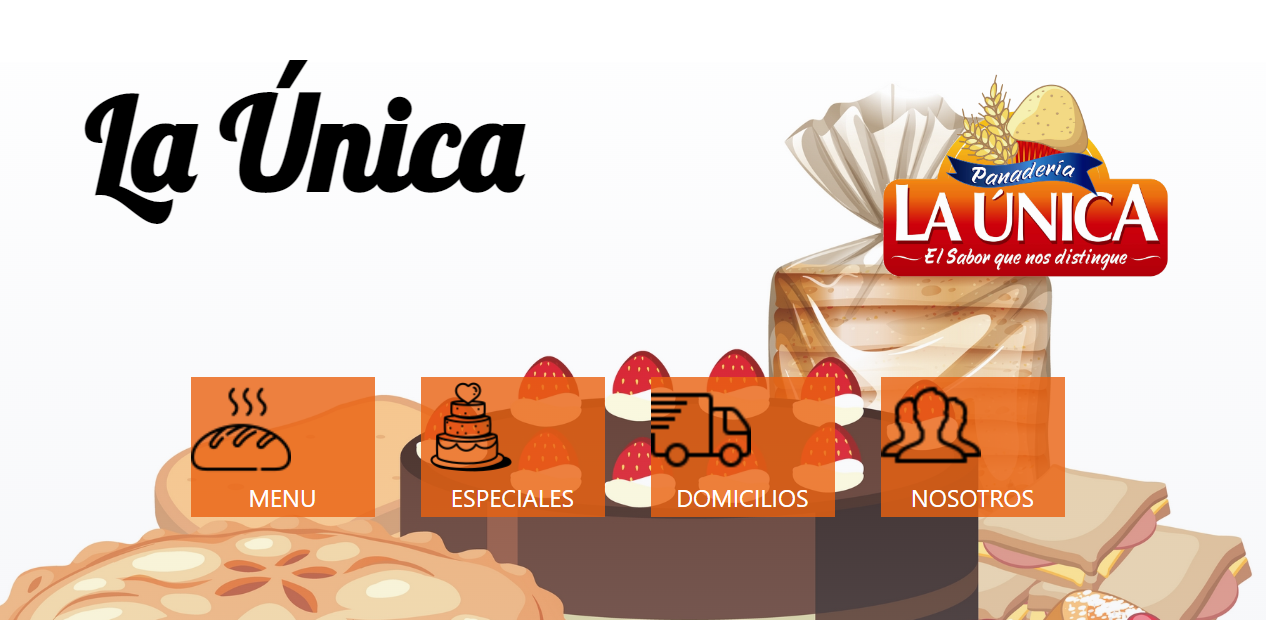 La Única
Panadería
LA ÚNICA
El Sabor que nos distingue
MENU
ESPECIALES
DOMICILIOS
NOSOTROS